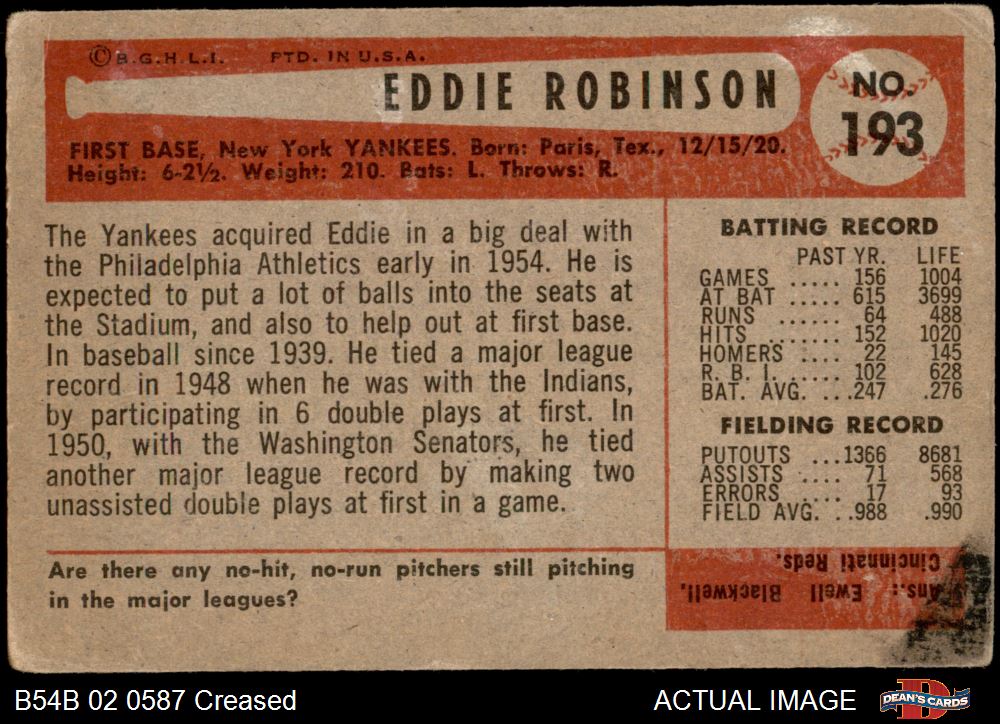 ©B.G.H.L.I. PTD. IN U.S.A.
EDDIE ROBINSON
NO.
193
FIRST BASE, New York YANKEES. Born: Paris, Tex., 12/15/20.
Height: 6-2½. Weight: 210. Bats: L. Throws: R.
The Yankees acquired Eddie in a big deal with
the Philadelphia Athletics early in 1954. He is
expected to put a lot of balls into the seats at
the Stadium, and also to help out at first base.
In baseball since 1939. He tied a major league
record in 1948 when he was with the Indians,
by participating in 6 double plays at first. In
1950, with the Washington Senators, he tied
another major league record by making two
unassisted double plays at first in a game.
BATTING RECORD
PAST YR. LIFE
GAMES ..... 156 1004
AT BAT ..... 615 3699
RUNS ...... 64 488
HITS ........ 152 1020
HOMERS .... 22 145
R. B. I. ..... 102 628
BAT. AVG. ...247 .276
FIELDING RECORD
PUTOUTS ...1366 8681
ASSISTS .... 71 568
ERRORS .... 17 93
FIELD AVG. ..988 .990
Are there any no-hit, no-run pitchers still pitching
in the major leagues?
Ans.: Ewell Blackwell,
Cincinnati Reds.
B54B 02 0587 Creased
ACTUAL IMAGE
DEAN'S CARDS